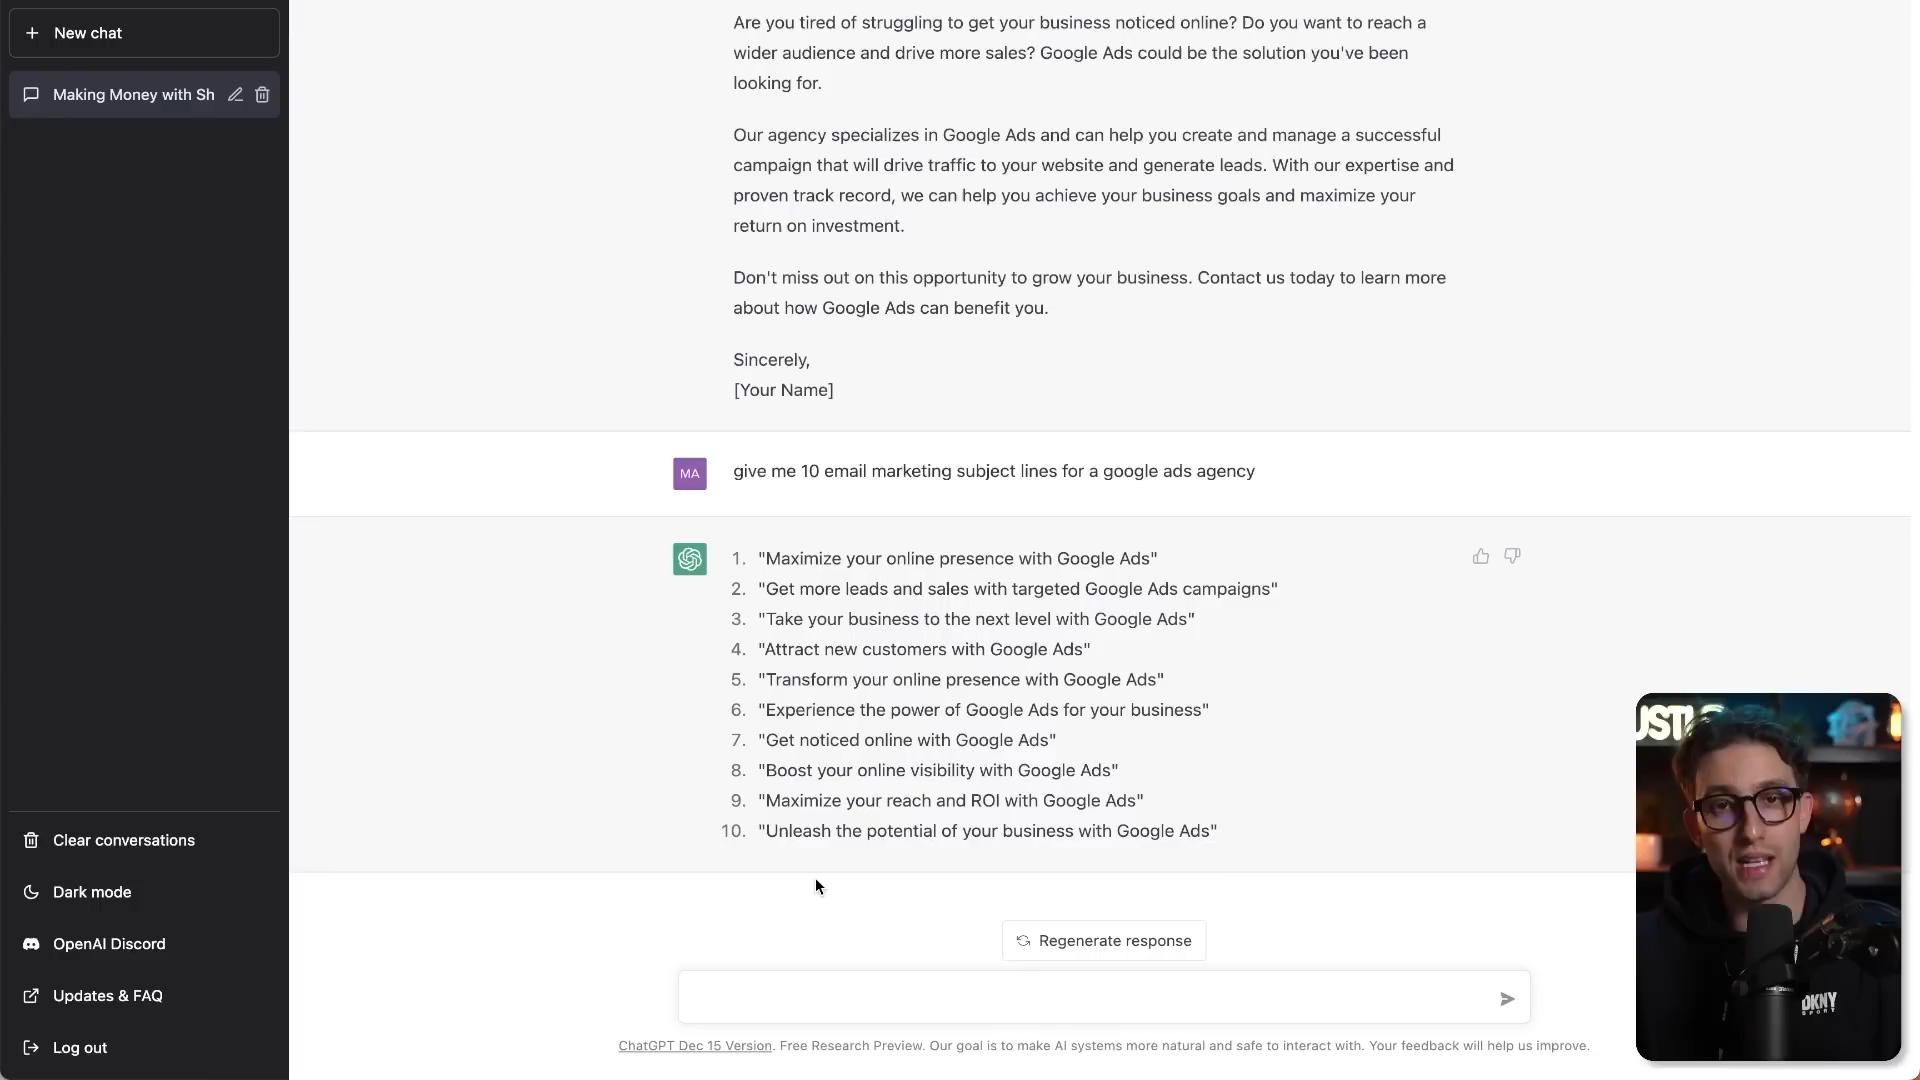 New chat
Making Money with Sh
Clear conversations
Dark mode
OpenAI Discord
Updates & FAQ
Log out
Are you tired of struggling to get your business noticed online? Do you want to reach a
wider audience and drive more sales? Google Ads could be the solution you've been
looking for.
Our agency specializes in Google Ads and can help you create and manage a successful
campaign that will drive traffic to your website and generate leads. With our expertise and
proven track record, we can help you achieve your business goals and maximize your
return on investment.
Don't miss out on this opportunity to grow your business. Contact us today to learn more
about how Google Ads can benefit you.
Sincerely,
[Your Name]
MA
give me 10 email marketing subject lines for a google ads agency
1. "Maximize your online presence with Google Ads"
2. "Get more leads and sales with targeted Google Ads campaigns"
3. "Take your business to the next level with Google Ads"
4. "Attract new customers with Google Ads"
5. "Transform your online presence with Google Ads"
6. "Experience the power of Google Ads for your business"
7. "Get noticed online with Google Ads"
8. "Boost your online visibility with Google Ads"
9. "Maximize your reach and ROI with Google Ads"
10. "Unleash the potential of your business with Google Ads"
Regenerate response
ChatGPT Dec 15 Version. Free Research Preview. Our goal is to make AI systems more natural and safe to interact with. Your feedback will help us improve.
DKNY
SPORT